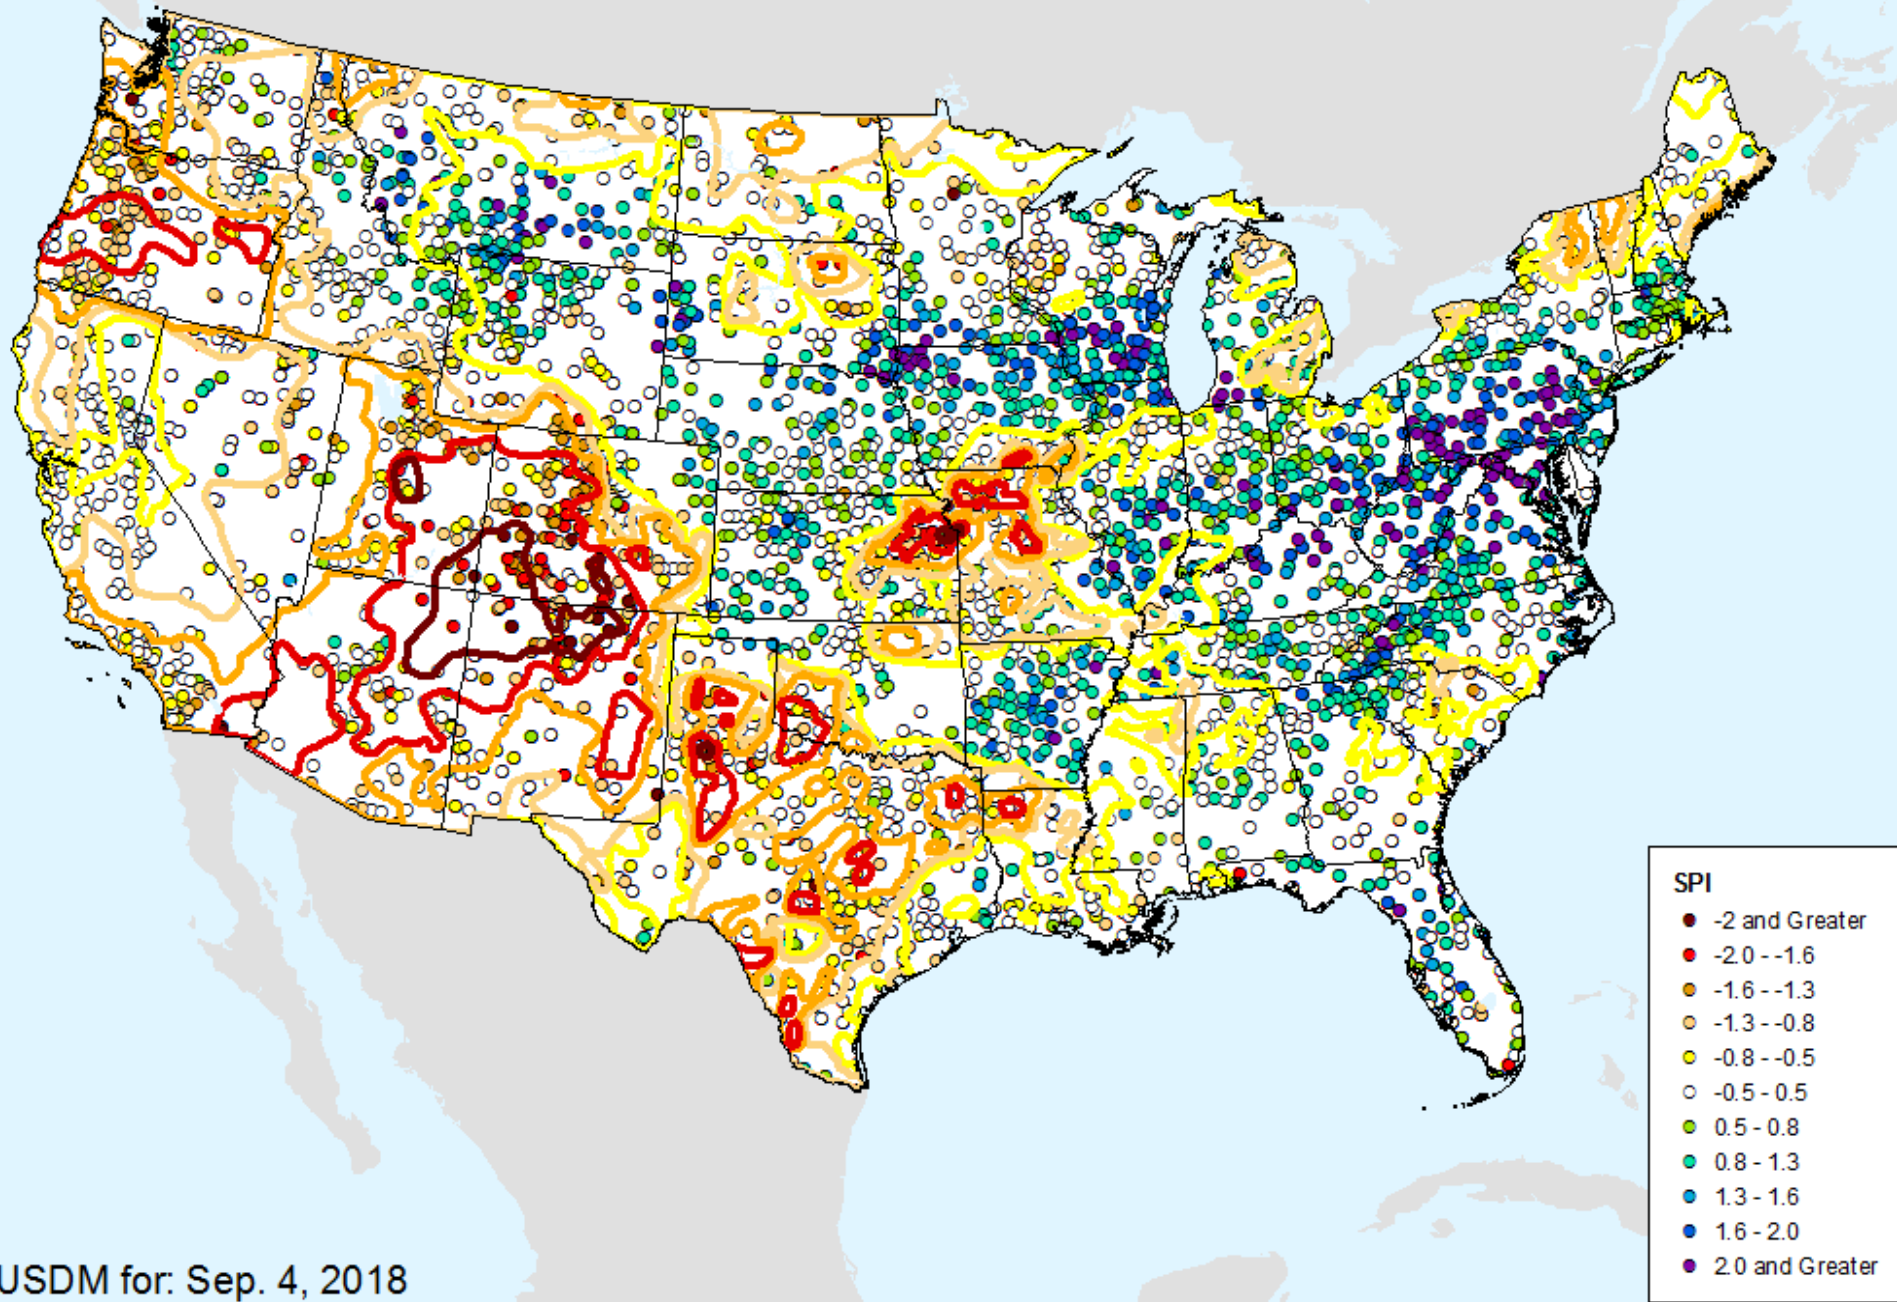 SPI
-2 and Greater
-2.0 - -1.6
-1.6 - -1.3
-1.3 - -0.8
-0.8 - -0.5
-0.5 - 0.5
0.5 - 0.8
0.8 - 1.3
1.3 - 1.6
1.6 - 2.0
2.0 and Greater
USDM for: Sep. 4, 2018